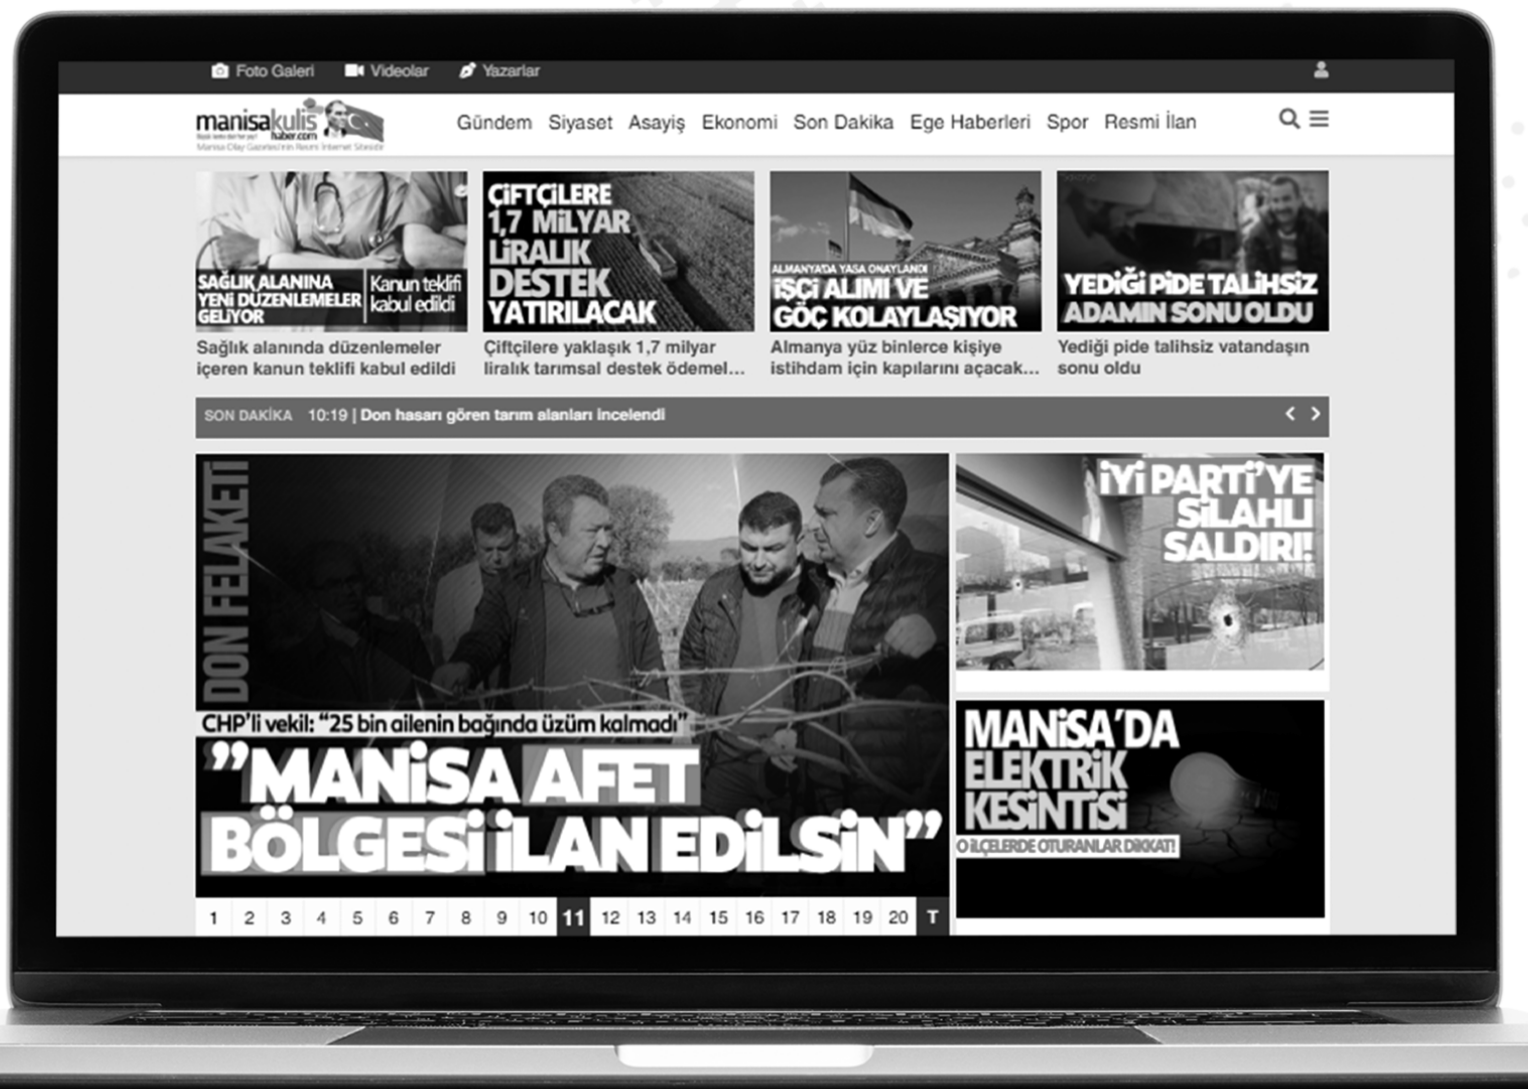 Foto Galeri Videolar Yazarlar
manisakulis
haber.com
Manisa Olay Gazetesi'nin Resmi İnternet Sitesidir
Gündem Siyaset Asayiş Ekonomi Son Dakika Ege Haberleri Spor Resmi İlan
SAĞLIK ALANINA
YENİ DÜZENLEMELER
GELİYOR
Kanun teklifi
kabul edildi
Sağlık alanında düzenlemeler
içeren kanun teklifi kabul edildi
ÇİFTÇİLERE
1,7 MİLYAR
LİRALIK
DESTEK
YATIRILACAK
Çiftçilere yaklaşık 1,7 milyar
liralık tarımsal destek ödemel...
ALMANYA'DA YASA ONAYLANDI
İŞÇİ ALIMI VE
GÖÇ KOLAYLAŞIYOR
Almanya yüz binlerce kişiye
istihdam için kapılarını açacak...
YEDİĞİ PİDE TALİHSİZ
ADAMIN SONU OLDU
Yediği pide talihsiz vatandaşın
sonu oldu
SON DAKİKA 10:19 | Don hasarı gören tarım alanları incelendi
DON FELAKETİ
CHP'li vekil: "25 bin ailenin bağında üzüm kalmadı"
"MANİSA AFET
BÖLGESİ İLAN EDİLSİN"
1 2 3 4 5 6 7 8 9 10 11 12 13 14 15 16 17 18 19 20 T
İYİ PARTİ'YE
SİLAHLI
SALDIRI!
MANİSA'DA
ELEKTRİK
KESİNTİSİ
O İLÇELERDE OTURANLAR DİKKAT!